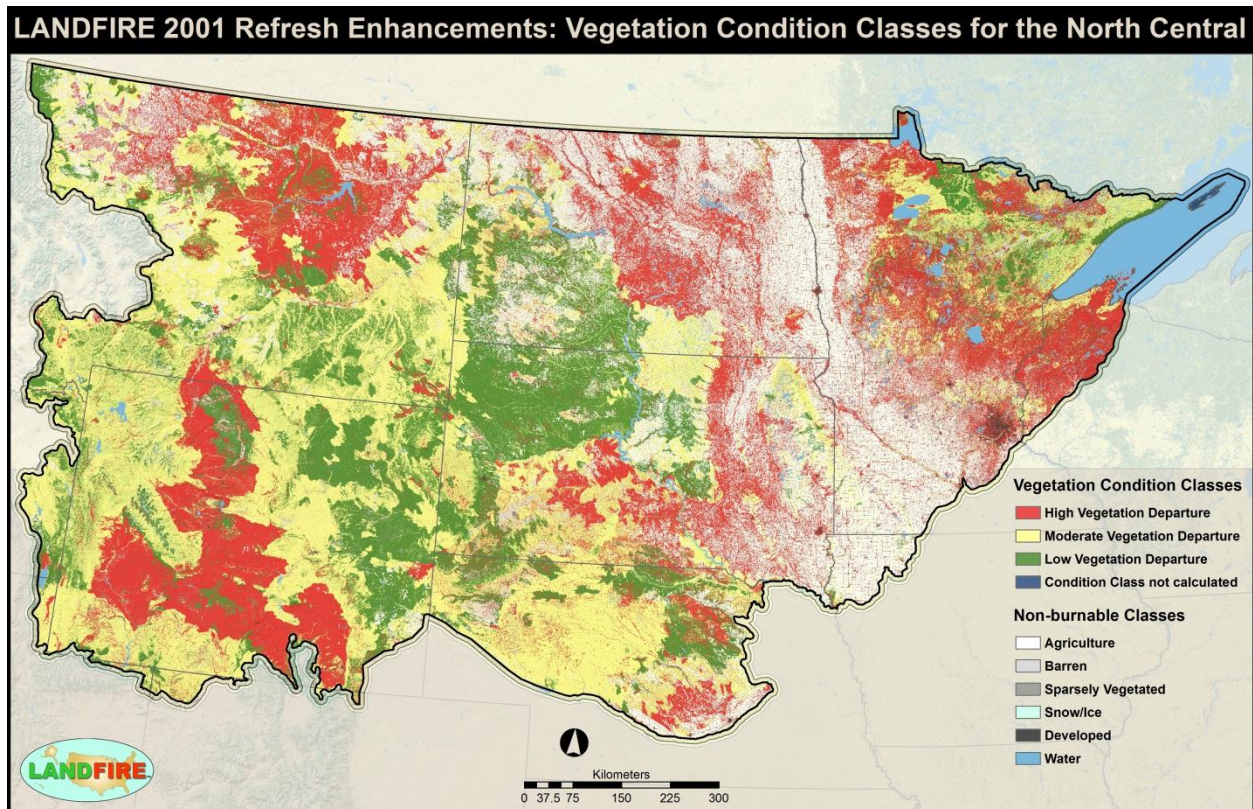 LANDFIRE 2001 Refresh Enhancements: Vegetation Condition Classes for the North Central
Vegetation Condition Classes
High Vegetation Departure
Moderate Vegetation Departure
Low Vegetation Departure
Condition Class not calculated
Non-burnable Classes
Agriculture
Barren
Sparsely Vegetated
Snow/Ice
Developed
Water
LANDFIRE
Kilometers
0 37.5 75 150 225 300